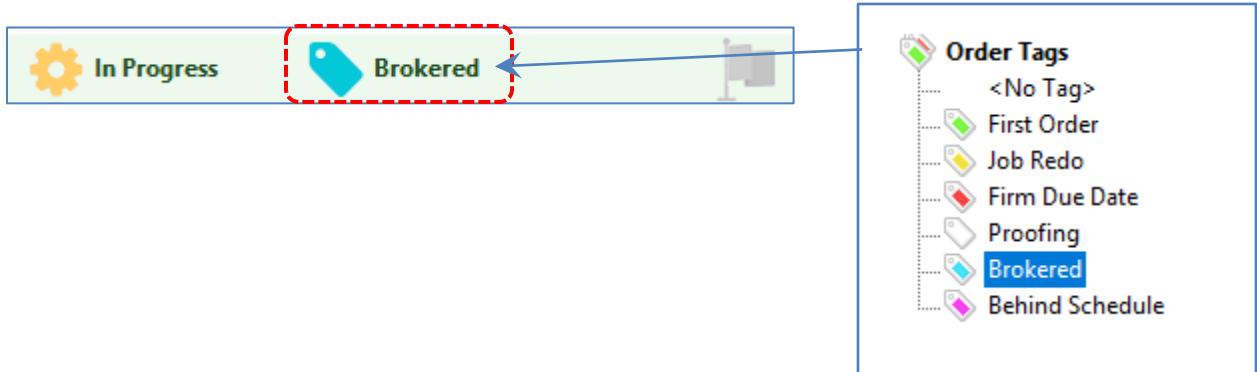 In Progress
Brokered
Order Tags
<No Tag>
First Order
Job Redo
Firm Due Date
Proofing
Brokered
Behind Schedule